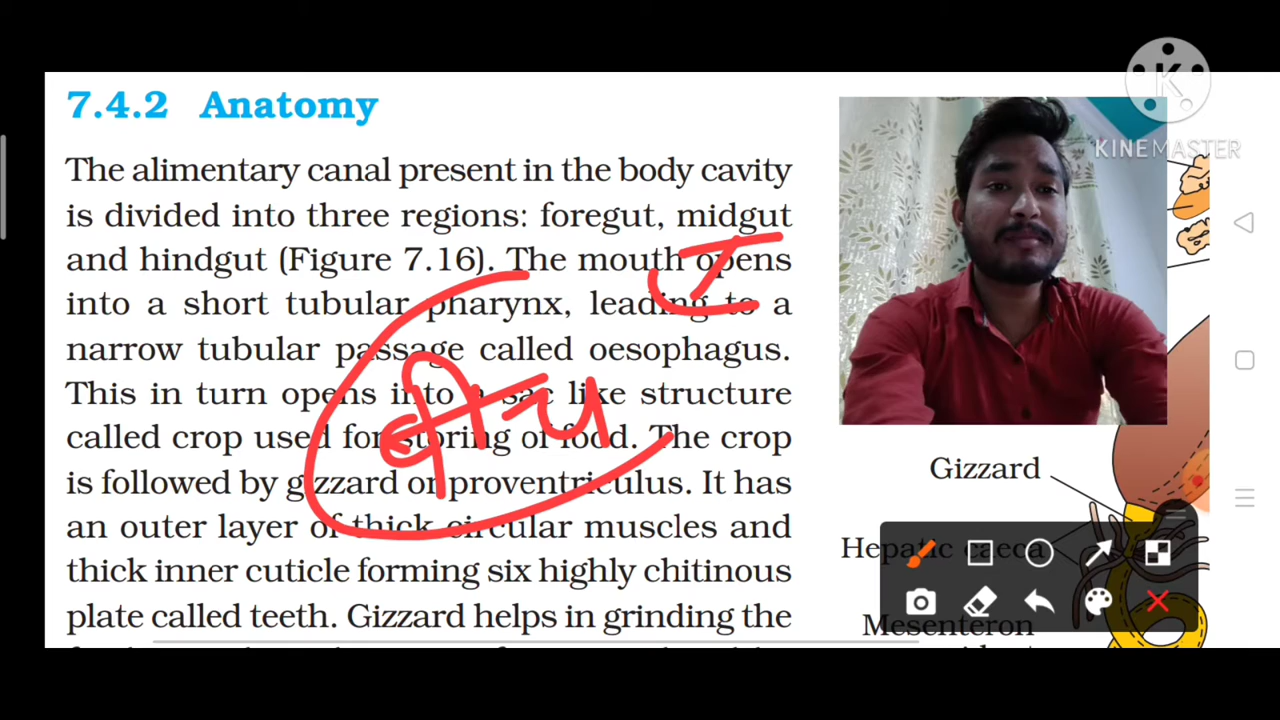 7.4.2 Anatomy
The alimentary canal present in the body cavity
is divided into three regions: foregut, midgut
and hindgut (Figure 7.16). The mouth opens
into a short tubular pharynx, leading to a
narrow tubular passage called oesophagus.
This in turn opens into a sac like structure
called crop used for storing of food. The crop
is followed by gizzard or proventriculus. It has
an outer layer of thick circular muscles and
thick inner cuticle forming six highly chitinous
plate called teeth. Gizzard helps in grinding the
KINEMASTER
Gizzard
Hepatic caeca
Mesenteron